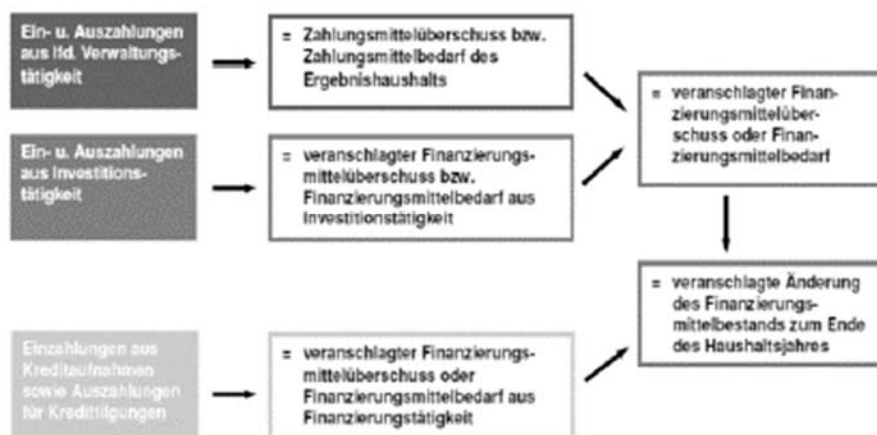 Ein- u. Auszahlungen
aus lfd. Verwaltungs-
tätigkeit
= Zahlungsmittelüberschuss bzw.
Zahlungsmittelbedarf des
Ergebnishaushalts
= veranschlagter Finan-
zierungsmittelüber-
schuss oder Finan-
zierungsmittelbedarf
Ein- u. Auszahlungen
aus Investitions-
tätigkeit
= veranschlagter Finanzierungs-
mittelüberschuss bzw.
Finanzierungsmittelbedarf aus
Investitionstätigkeit
= veranschlagte Änderung
des Finanzierungs-
mittelbestands zum Ende
des Haushaltsjahres
Einzahlungen aus
Kreditaufnahmen
sowie Auszahlungen
für Kredittilgungen
= veranschlagter Finanzierungs-
mittelüberschuss oder
Finanzierungsmittelbedarf aus
Finanzierungstätigkeit